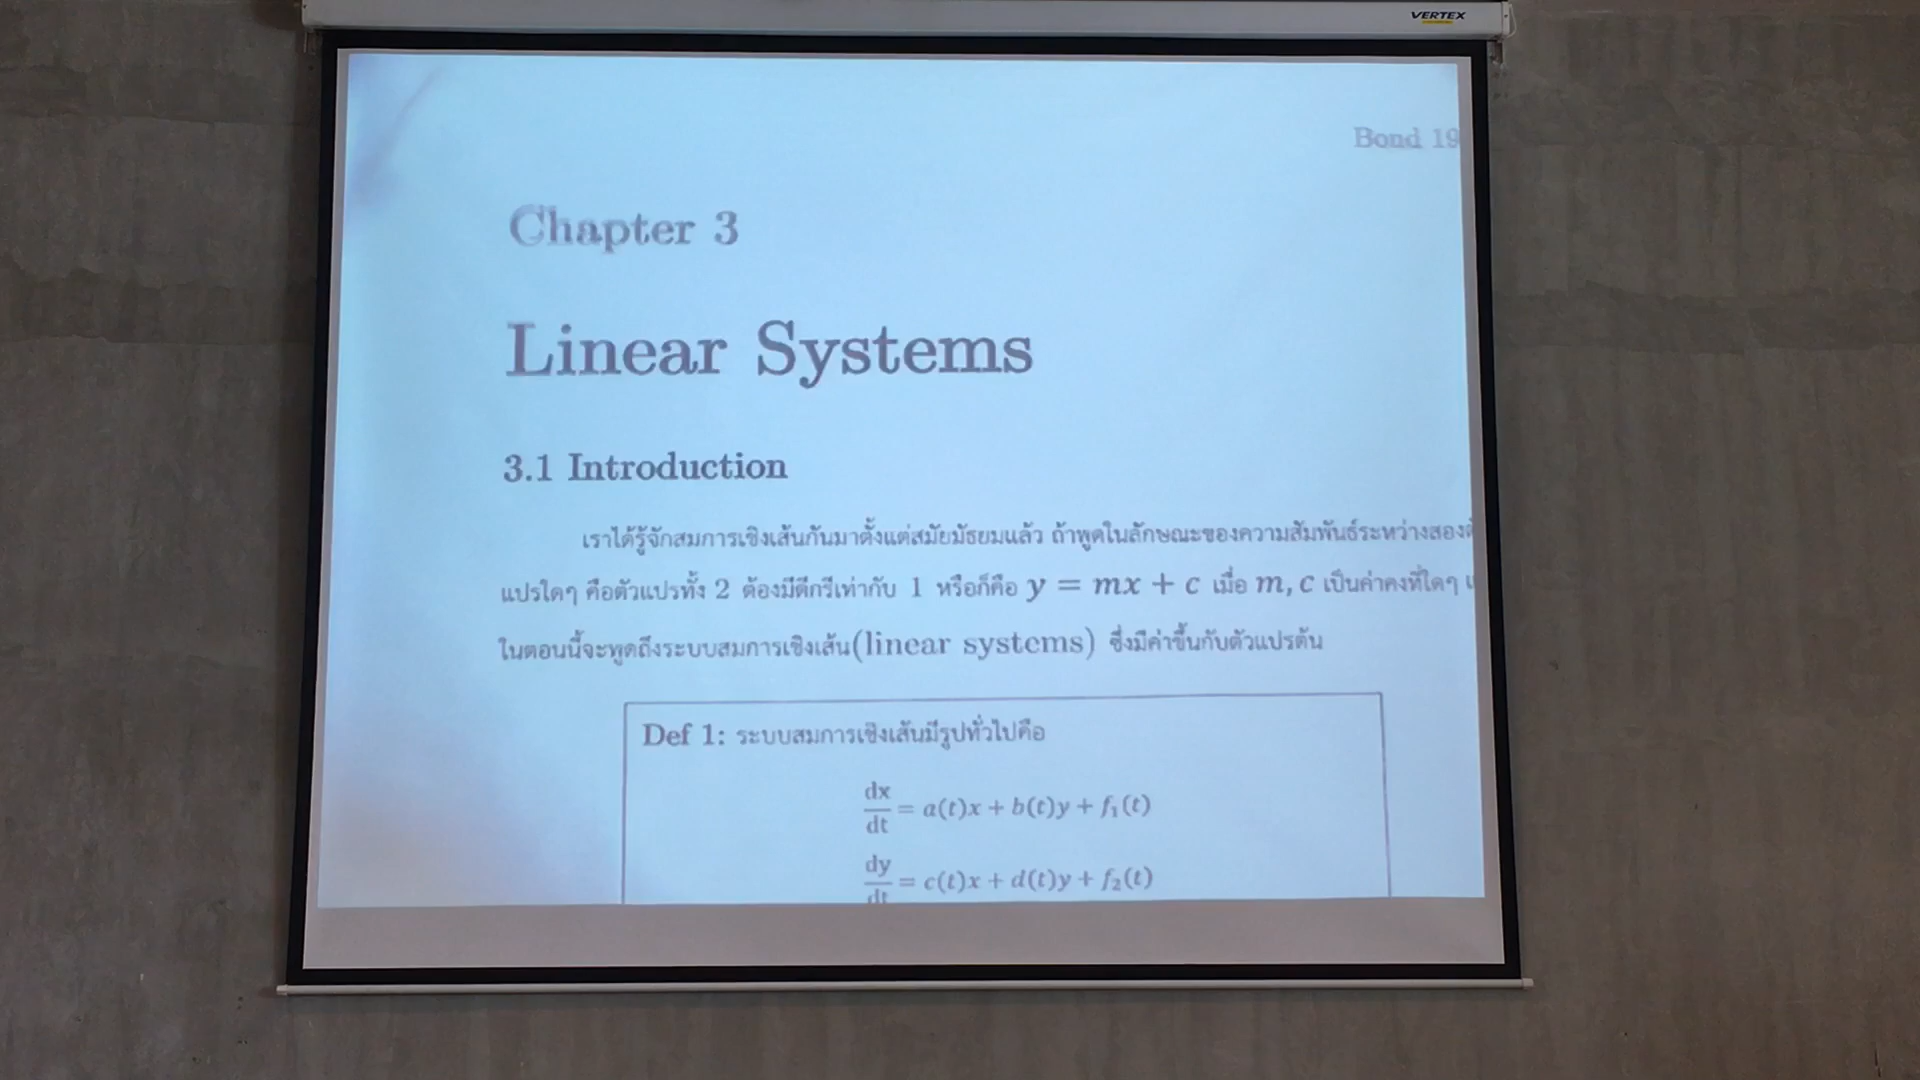 VERTEX
Bond 19
Chapter 3
Linear Systems
3.1 Introduction
เราได้รู้จักสมการเชิงเส้นกันมาตั้งแต่สมัยมัธยมแล้ว ถ้าพูดในลักษณะของความสัมพันธ์ระหว่างสอง
แปรใดๆ คือตัวแปรทั้ง 2 ต้องมีดีกรีเท่ากับ 1 หรือก็คือ y = mx + c เมื่อ m, c เป็นค่าคงที่ใดๆ
ในตอนนี้จะพูดถึงระบบสมการเชิงเส้น(linear systems) ซึ่งมีค่าขึ้นกับตัวแปรต้น
Def 1: ระบบสมการเชิงเส้นมีรูปทั่วไปคือ
dx/dt = a(t)x + b(t)y + f₁(t)
dy/dt = c(t)x + d(t)y + f₂(t)